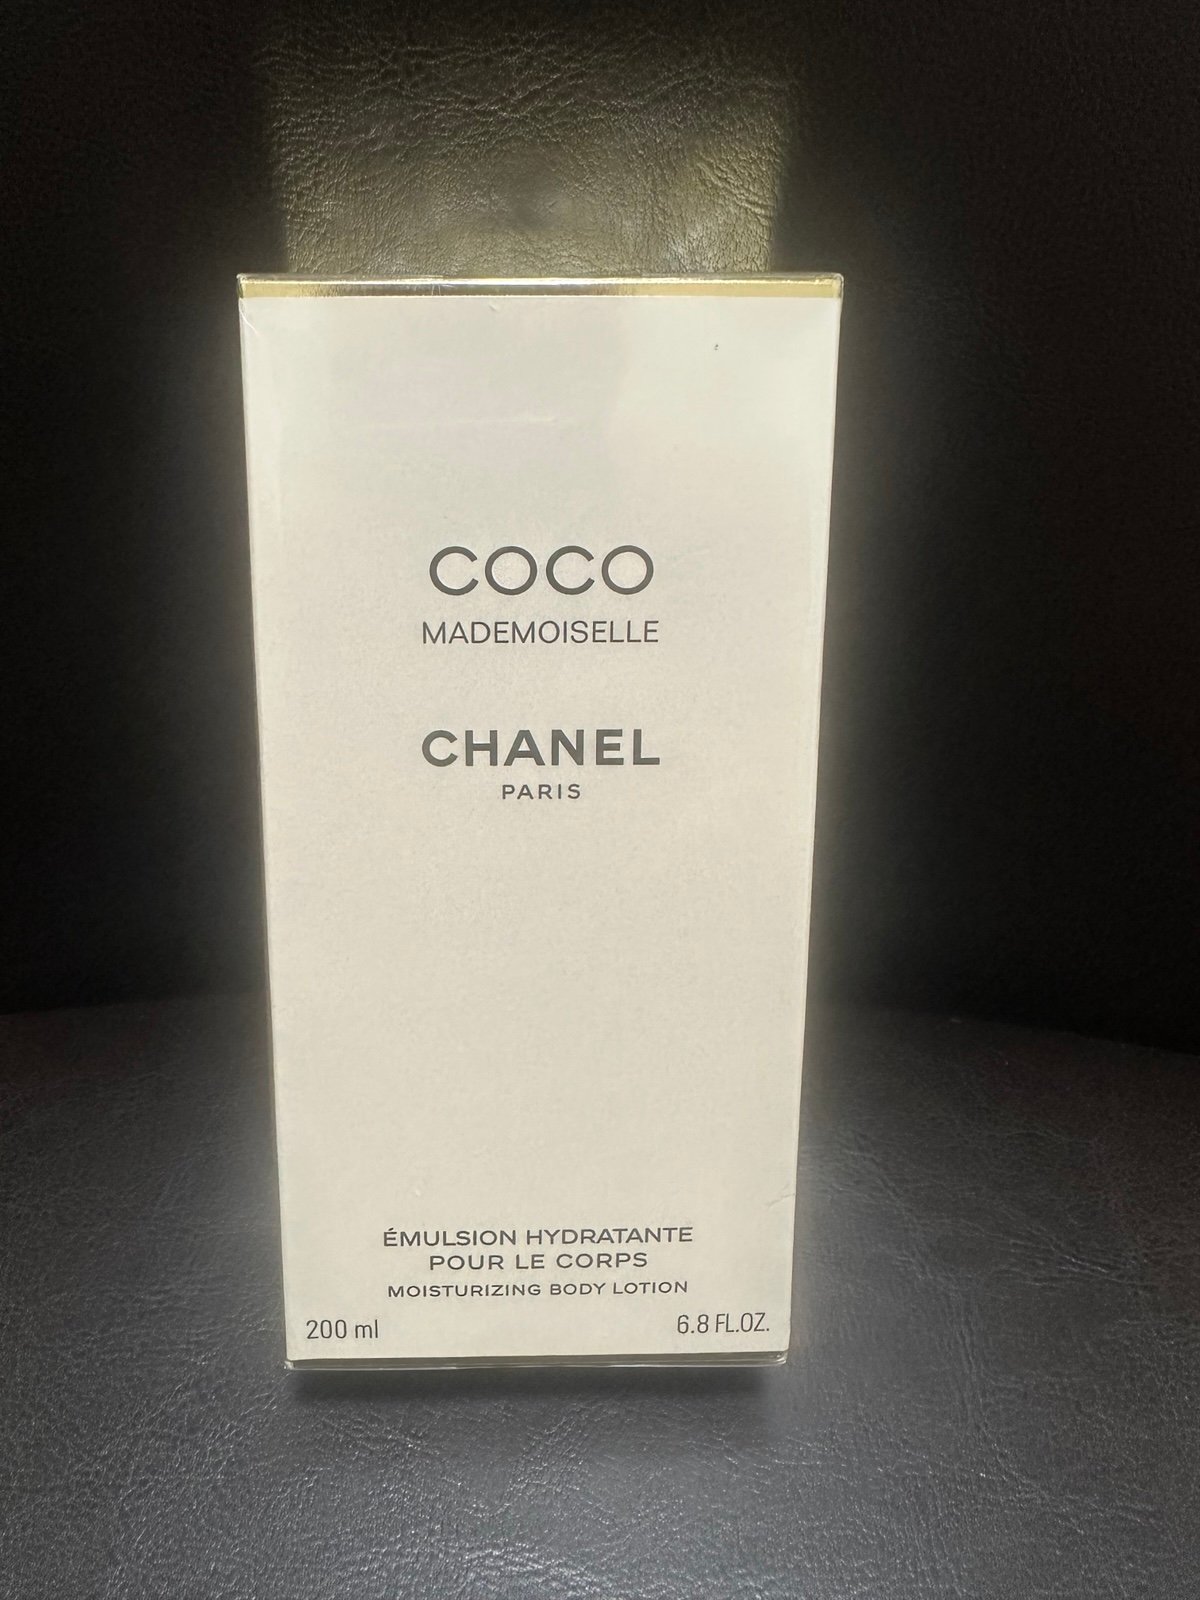 COCO
MADEMOISELLE
CHANEL
PARIS
ÉMULSION HYDRATANTE
POUR LE CORPS
MOISTURIZING BODY LOTION
200 ml 6.8 FL.OZ.